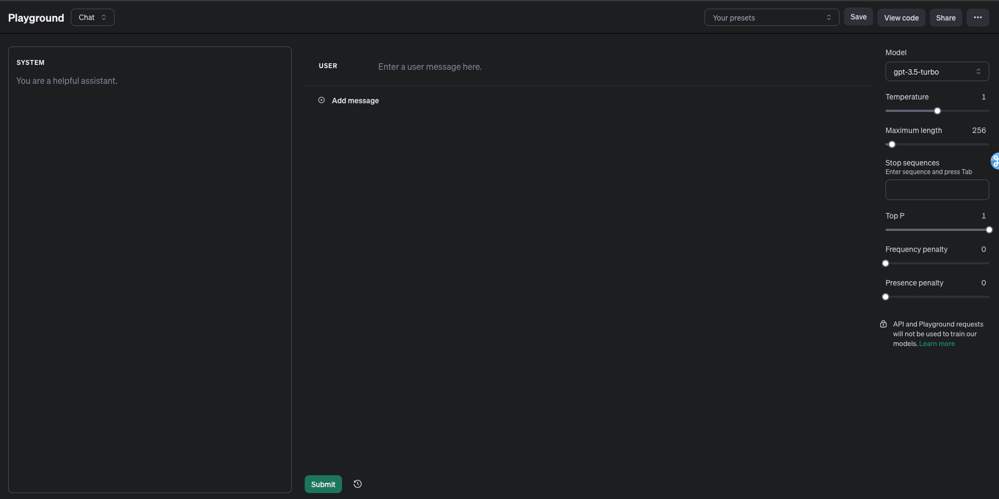 Playground
Chat
Your presets
Save
View code
Share
SYSTEM
You are a helpful assistant.
USER
Enter a user message here.
Add message
Model
gpt-3.5-turbo
Temperature 1
Maximum length 256
Stop sequences
Enter sequence and press Tab
Top P 1
Frequency penalty 0
Presence penalty 0
API and Playground requests
will not be used to train our
models. Learn more
Submit